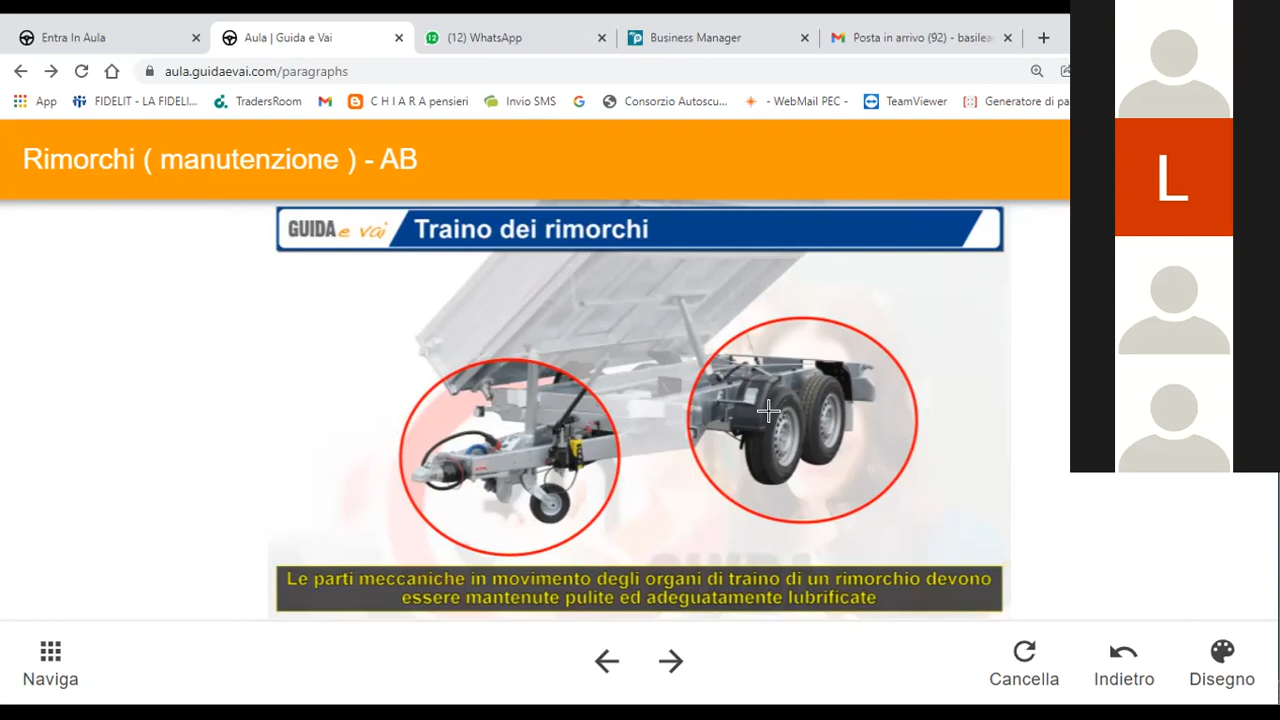 Entra In Aula
Aula | Guida e Vai
(12) WhatsApp
Business Manager
Posta in arrivo (92) - basilea
aula.guidaevai.com/paragraphs
App
FIDELIT - LA FIDELI...
TradersRoom
C H I A R A pensieri
Invio SMS
Consorzio Autoscu...
- WebMail PEC -
TeamViewer
Generatore di pa
Rimorchi ( manutenzione ) - AB
L
GUIDA e vai
Traino dei rimorchi
Le parti meccaniche in movimento degli organi di traino di un rimorchio devono
essere mantenute pulite ed adeguatamente lubrificate
Naviga
Cancella
Indietro
Disegno